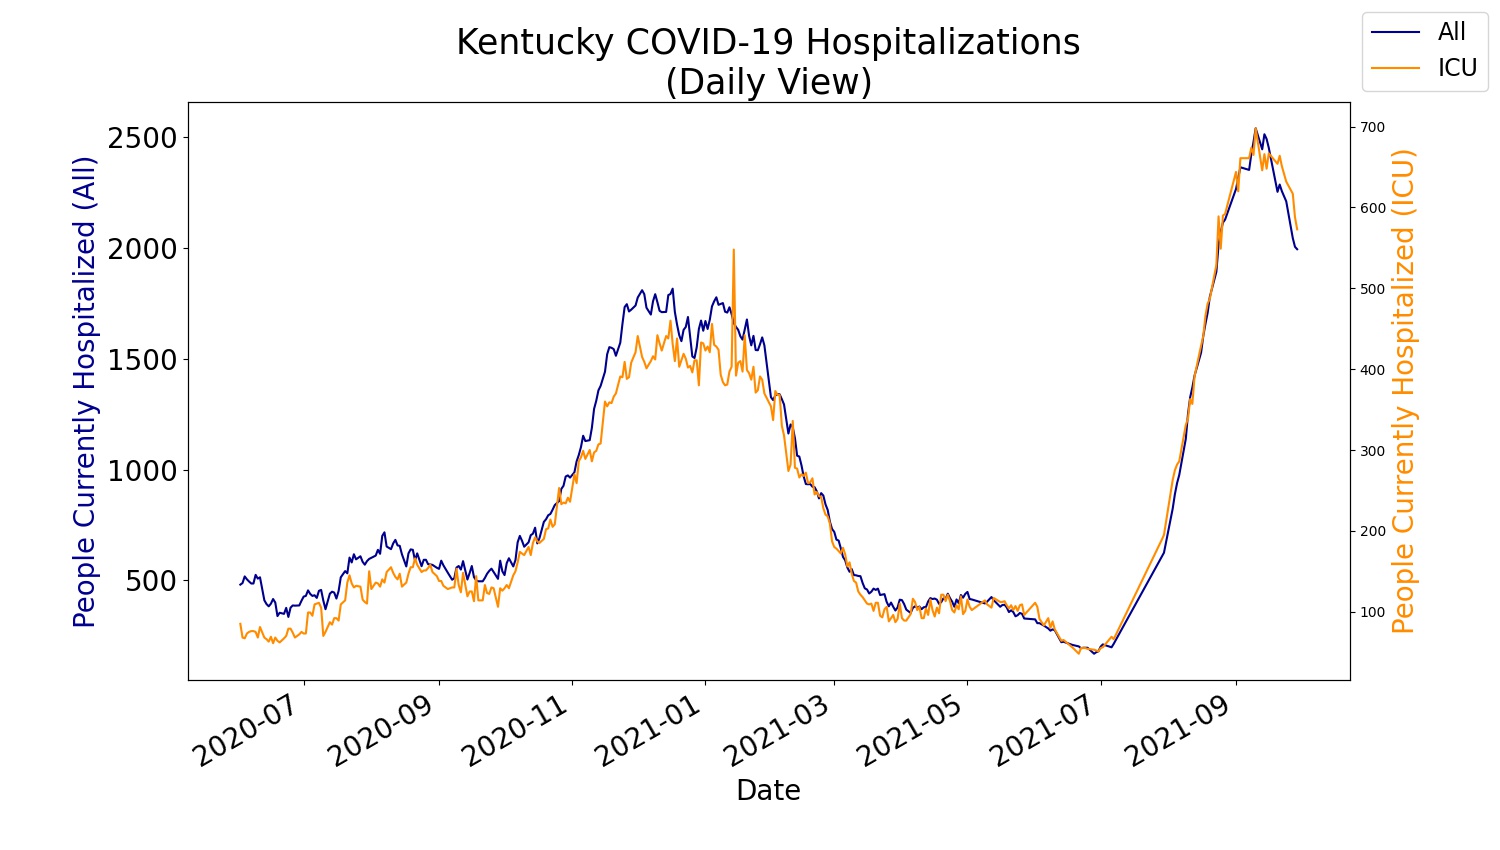 Kentucky COVID-19 Hospitalizations
(Daily View)
All
ICU
People Currently Hospitalized (All)
2500
2000
1500
1000
500
700
600
500
400
300
200
100
People Currently Hospitalized (ICU)
2020-07
2020-09
2020-11
2021-01
2021-03
2021-05
2021-07
2021-09
Date